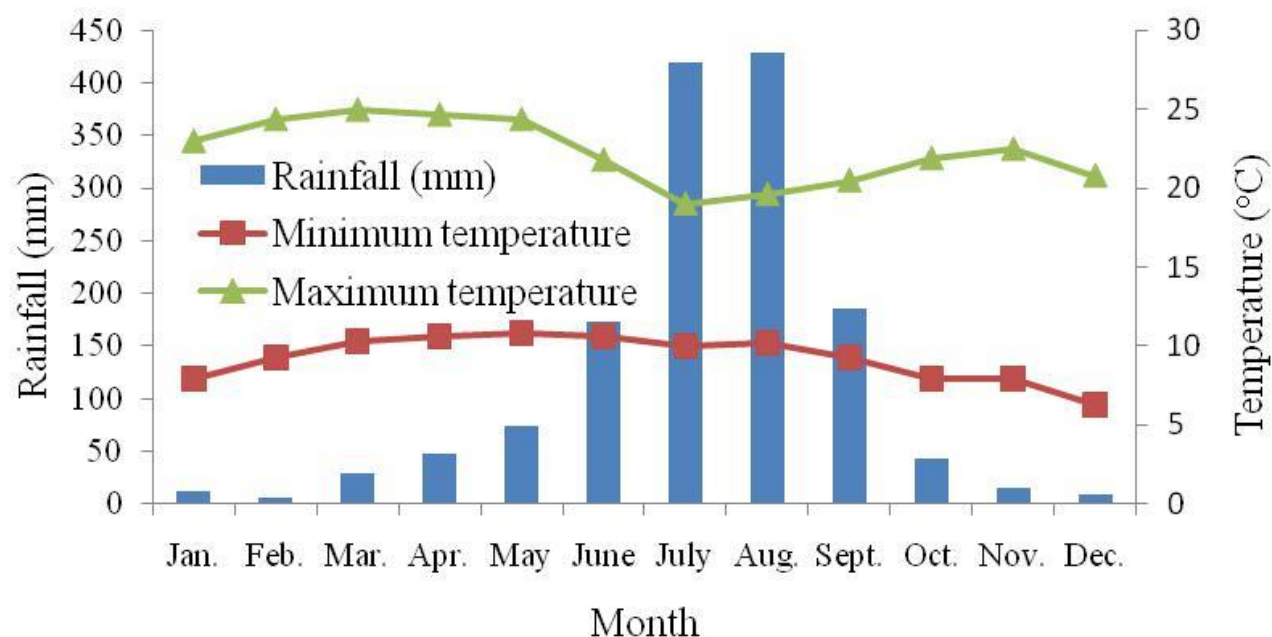 450
400
350
300
250
200
150
100
50
0
Rainfall (mm)
Rainfall (mm)
Minimum temperature
Maximum temperature
30
25
20
15
10
5
0
Temperature (°C)
Jan. Feb. Mar. Apr. May June July Aug. Sept. Oct. Nov. Dec.
Month